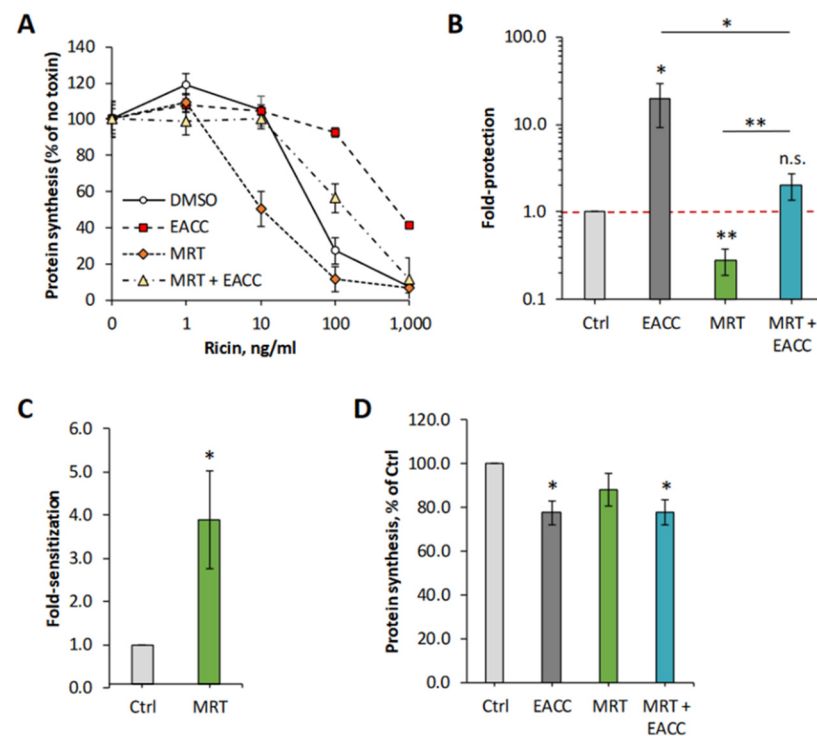 A
140
120
100
80
60
40
20
0
Protein synthesis (% of no toxin)
DMSO
EACC
MRT
MRT + EACC
0 1 10 100 1,000
Ricin, ng/ml
B
100.0
10.0
1.0
0.1
Fold-protection
*
*
**
n.s.
**
Ctrl EACC MRT MRT +
EACC
C
6.0
5.0
4.0
3.0
2.0
1.0
0.0
Fold-sensitization
*
Ctrl MRT
D
120.0
100.0
80.0
60.0
40.0
20.0
0.0
Protein synthesis, % of Ctrl
* *
Ctrl EACC MRT MRT +
EACC